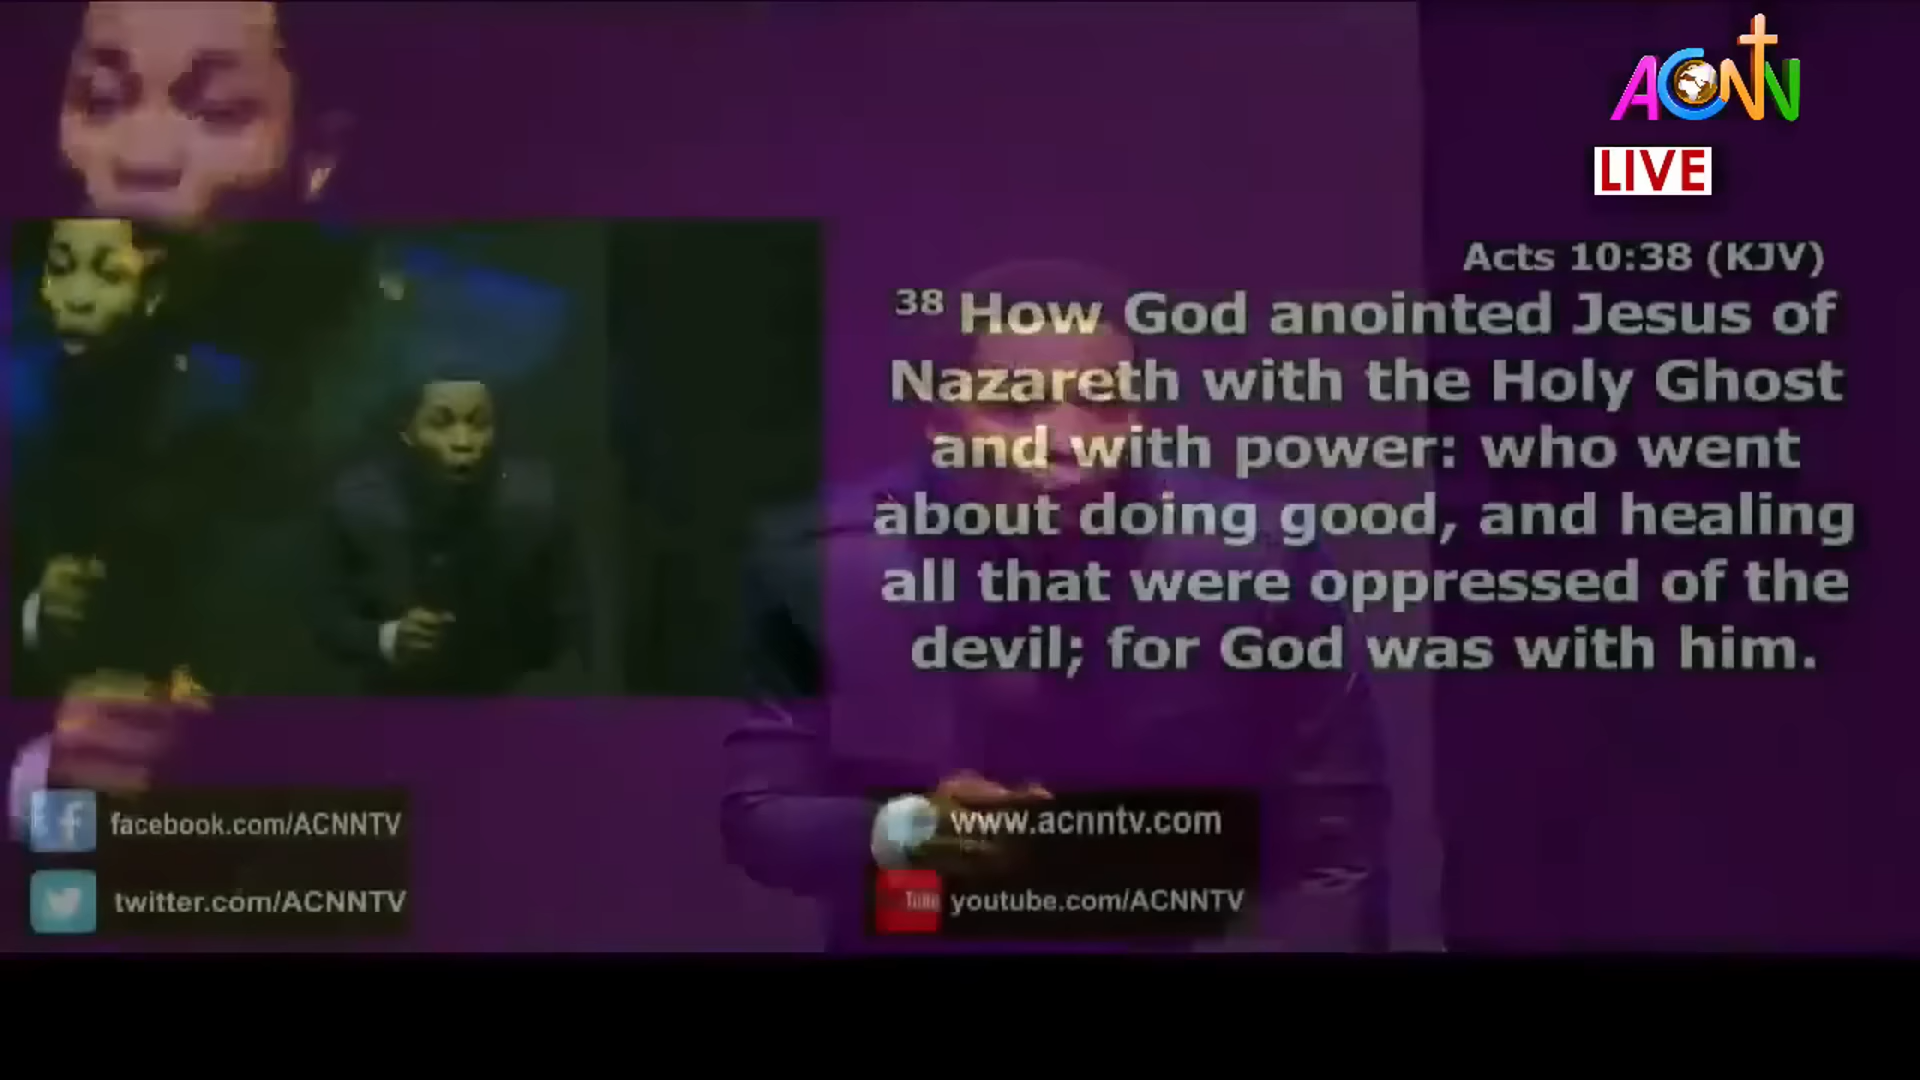 ACNN
LIVE
Acts 10:38 (KJV)
38 How God anointed Jesus of
Nazareth with the Holy Ghost
and with power: who went
about doing good, and healing
all that were oppressed of the
devil; for God was with him.
facebook.com/ACNNTV
www.acnntv.com
twitter.com/ACNNTV
Tube youtube.com/ACNNTV